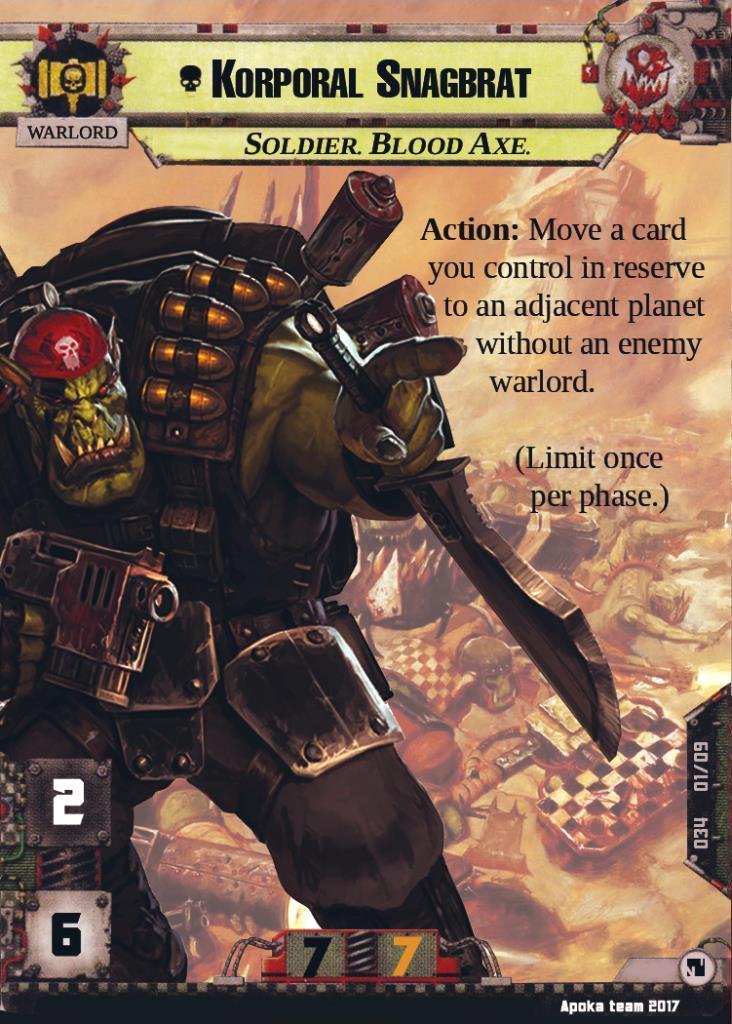 Korporal Snagbrat
WARLORD
Soldier. Blood Axe.
Action: Move a card
you control in reserve
to an adjacent planet
without an enemy
warlord.
(Limit once
per phase.)
2
6
7 7
034 01/09
Apoka team 2017